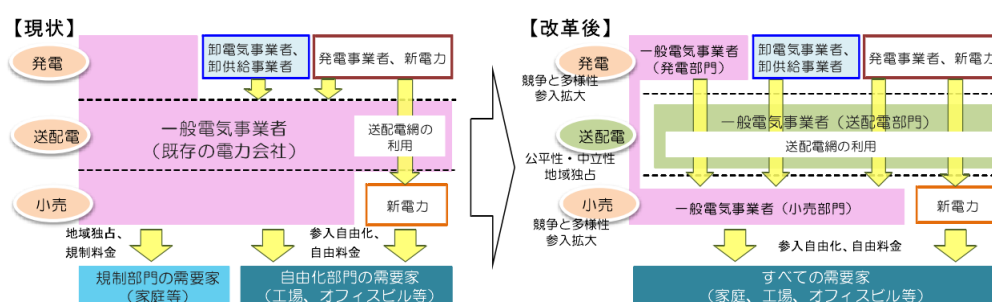 【現状】
発電
卸電気事業者、
卸供給事業者
発電事業者、新電力
送配電
一般電気事業者
（既存の電力会社）
送配電網の
利用
小売
新電力
地域独占、
規制料金
参入自由化、
自由料金
規制部門の需要家
（家庭等）
自由化部門の需要家
（工場、オフィスビル等）
【改革後】
発電
競争と多様性
参入拡大
一般電気事業者
（発電部門）
卸電気事業者、
卸供給事業者
発電事業者、新電力
送配電
公平性・中立性
地域独占
一般電気事業者（送配電部門）
送配電網の利用
小売
競争と多様性
参入拡大
一般電気事業者（小売部門）
新電力
参入自由化、自由料金
すべての需要家
（家庭、工場、オフィスビル等）